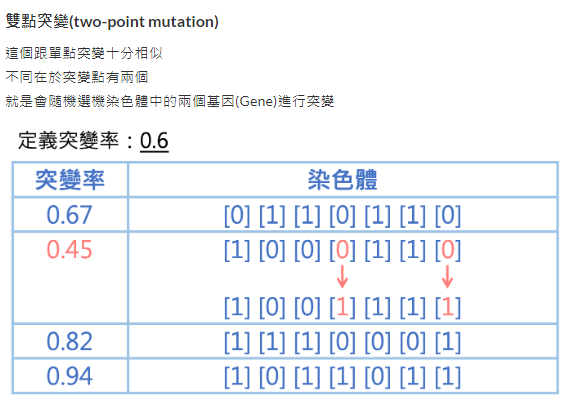 雙點突變(two-point mutation)
這個跟單點突變十分相似
不同在於突變點有兩個
就是會隨機選機染色體中的兩個基因(Gene)進行突變
定義突變率：0.6
突變率 染色體
0.67 [0] [1] [1] [0] [1] [1] [0]
0.45 [1] [0] [0] [0] [1] [1] [0]
[1] [0] [0] [1] [1] [1] [1]
0.82 [1] [1] [1] [0] [0] [0] [1]
0.94 [1] [0] [1] [1] [0] [1] [1]